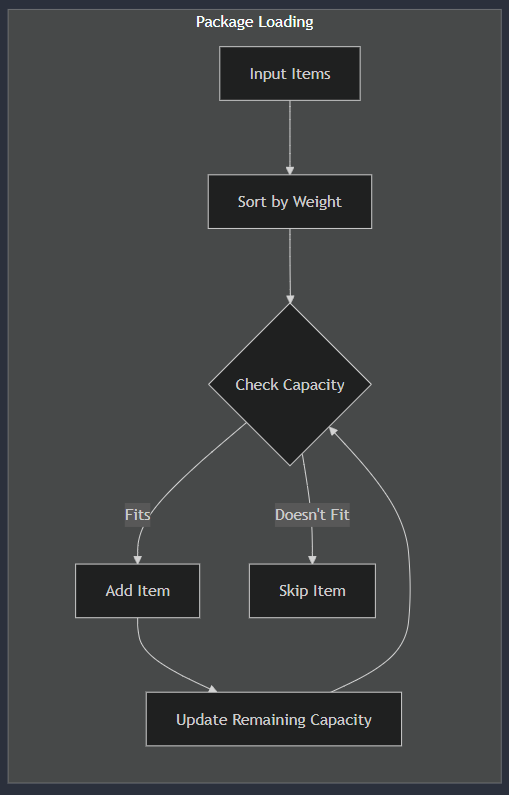 Package Loading
Input Items
Sort by Weight
Check Capacity
Fits
Doesn't Fit
Add Item
Skip Item
Update Remaining Capacity